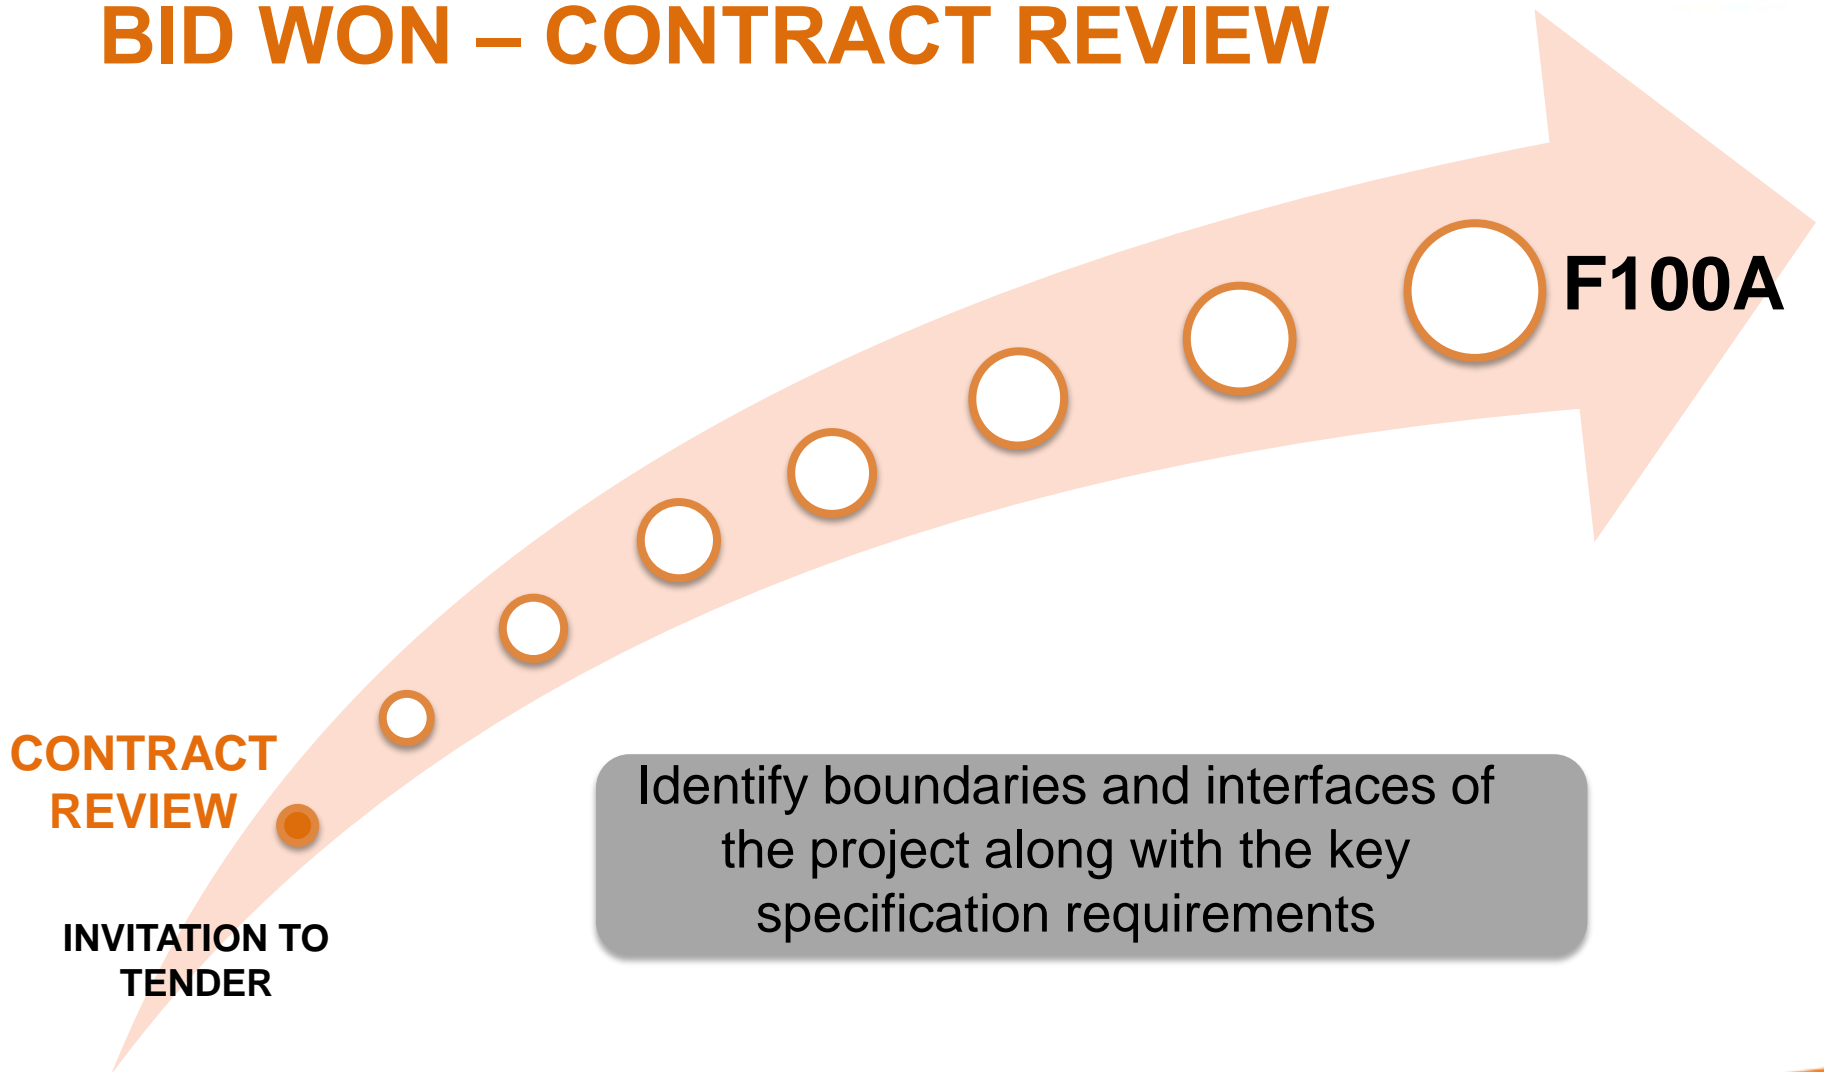 BID WON – CONTRACT REVIEW
F100A
CONTRACT
REVIEW
Identify boundaries and interfaces of
the project along with the key
specification requirements
INVITATION TO
TENDER